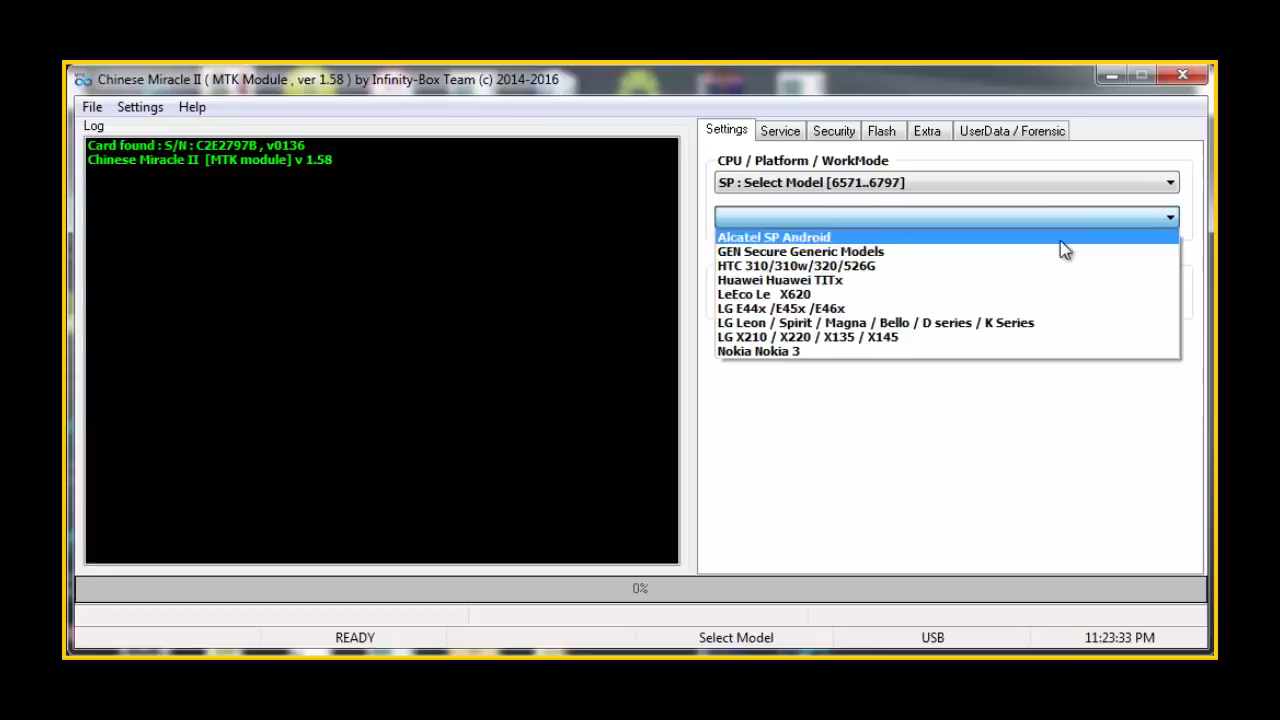 Chinese Miracle II ( MTK Module , ver 1.58 ) by Infinity-Box Team (c) 2014-2016
File Settings Help
Log
Card found : S/N : C2E2797B , v0136
Chinese Miracle II [MTK module] v 1.58
Settings Service Security Flash Extra UserData / Forensic
CPU / Platform / WorkMode
SP : Select Model [6571..6797]
Alcatel SP Android
GEN Secure Generic Models
HTC 310/310w/320/526G
Huawei Huawei TITx
LeEco Le X620
LG E44x /E45x /E46x
LG Leon / Spirit / Magna / Bello / D series / K Series
LG X210 / X220 / X135 / X145
Nokia Nokia 3
0%
READY Select Model USB 11:23:33 PM